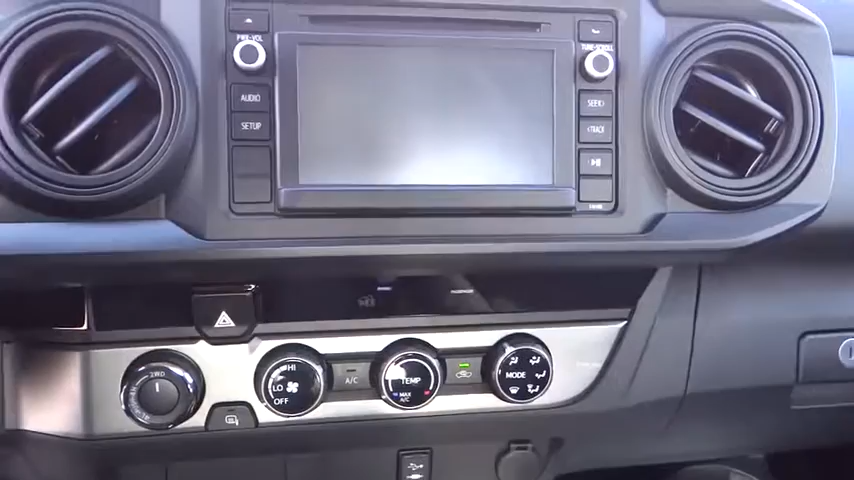 PWR·VOL
TUNE·SCROLL
AUDIO
SEEK
SETUP
TRACK
2WD
HI
LO
OFF
A/C
TEMP
MAX A/C
MODE